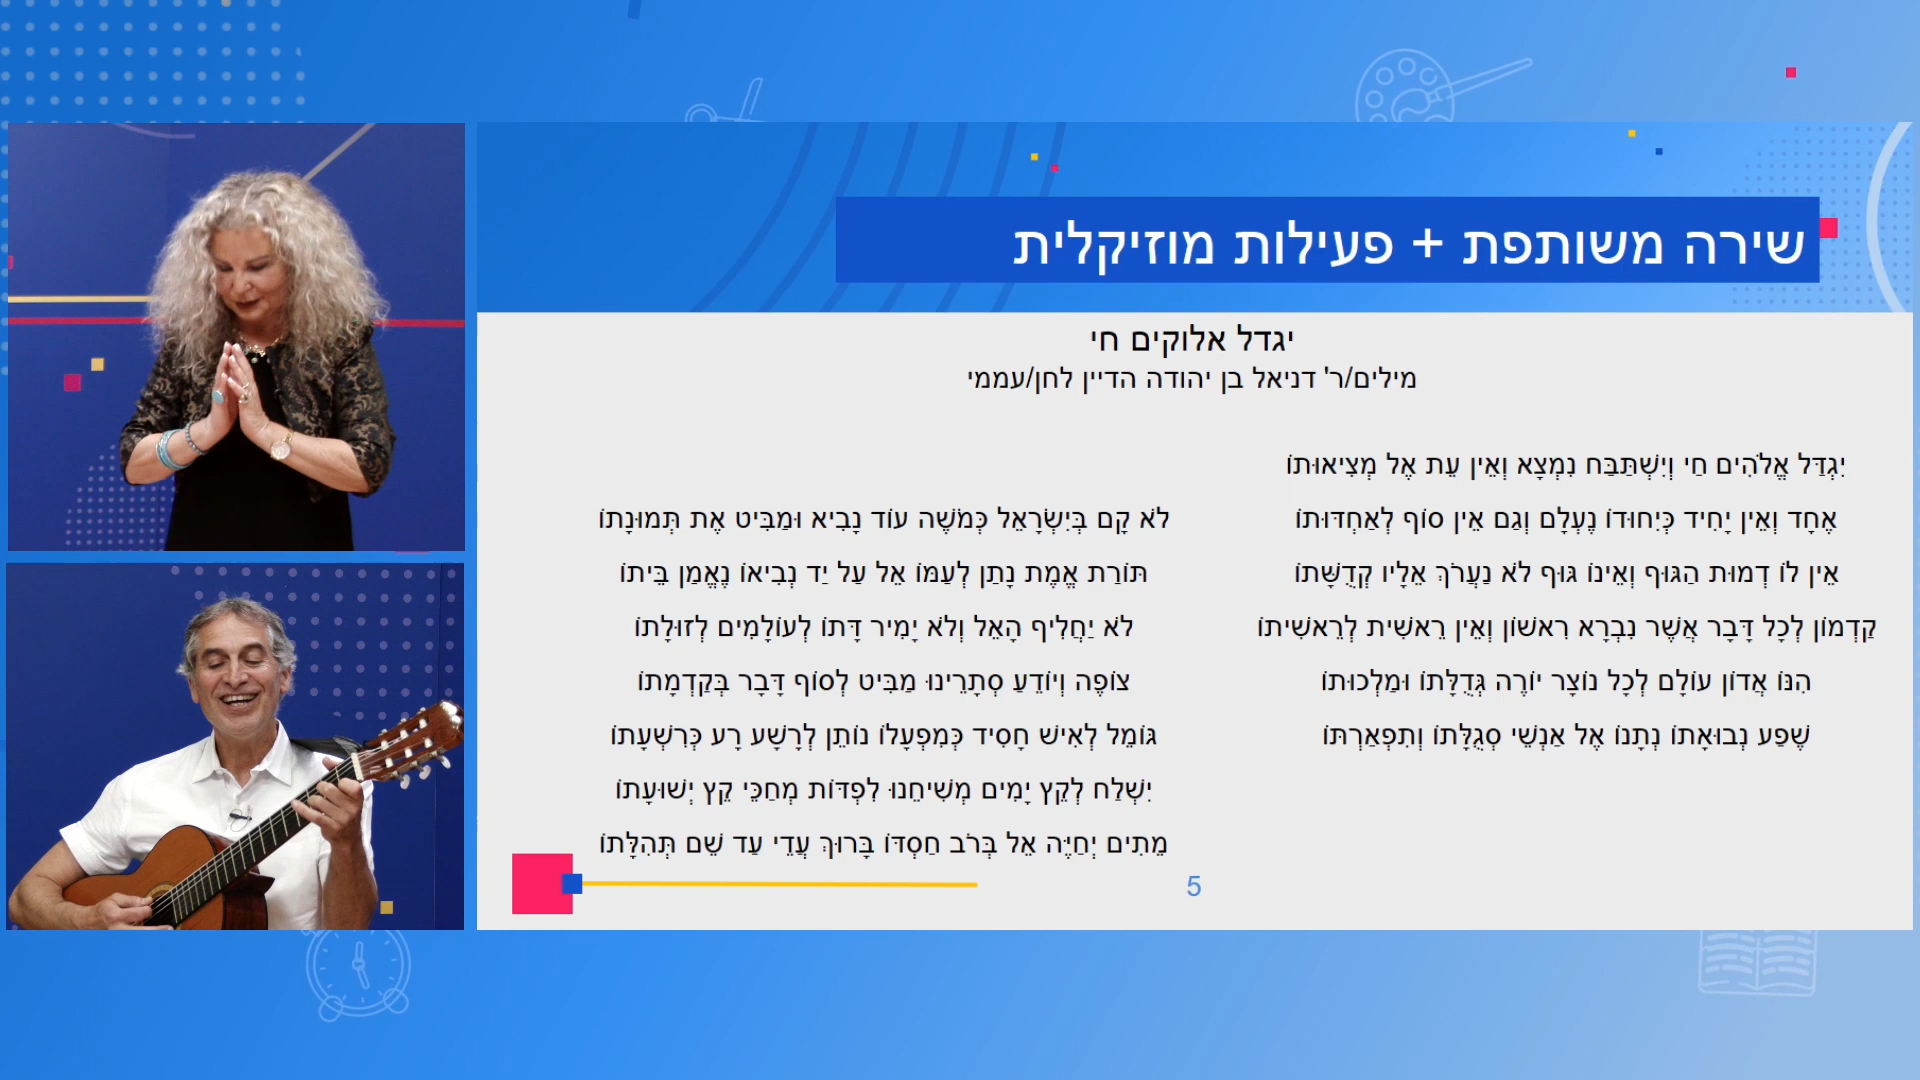 שירה משותפת + פעילות מוזיקלית
יגדל אלוקים חי
מילים/ר' דניאל בן יהודה הדיין לחן/עממי
יִגְדַּל אֱלֹהִים חַי וְיִשְׁתַּבַּח נִמְצָא וְאֵין עֵת אֶל מְצִיאוּתוֹ
אֶחָד וְאֵין יָחִיד כְּיִחוּדוֹ נֶעְלָם וְגַם אֵין סוֹף לְאַחְדּוּתוֹ
אֵין לוֹ דְמוּת הַגּוּף וְאֵינוֹ גּוּף לֹא נַעֲרֹךְ אֵלָיו קְדֻשָּׁתוֹ
קַדְמוֹן לְכָל דָּבָר אֲשֶׁר נִבְרָא רִאשׁוֹן וְאֵין רֵאשִׁית לְרֵאשִׁיתוֹ
הִנּוֹ אֲדוֹן עוֹלָם לְכָל נוֹצָר יוֹרֶה גְּדֻלָּתוֹ וּמַלְכוּתוֹ
שֶׁפַע נְבוּאָתוֹ נְתָנוֹ אֶל אַנְשֵׁי סְגֻלָּתוֹ וְתִפְאַרְתּוֹ
לֹא קָם בְּיִשְׂרָאֵל כְּמֹשֶׁה עוֹד נָבִיא וּמַבִּיט אֶת תְּמוּנָתוֹ
תּוֹרַת אֱמֶת נָתַן לְעַמּוֹ אֵל עַל יַד נְבִיאוֹ נֶאֱמַן בֵּיתוֹ
לֹא יַחֲלִיף הָאֵל וְלֹא יָמִיר דָּתוֹ לְעוֹלָמִים לְזוּלָתוֹ
צוֹפֶה וְיוֹדֵעַ סְתָרֵינוּ מַבִּיט לְסוֹף דָּבָר בְּקַדְמָתוֹ
גּוֹמֵל לְאִישׁ חָסִיד כְּמִפְעָלוֹ נוֹתֵן לְרָשָׁע רָע כְּרִשְׁעָתוֹ
יִשְׁלַח לְקֵץ יָמִים מְשִׁיחֵנוּ לִפְדּוֹת מְחַכֵּי קֵץ יְשׁוּעָתוֹ
מֵתִים יְחַיֶּה אֵל בְּרֹב חַסְדּוֹ בָּרוּךְ עֲדֵי עַד שֵׁם תְּהִלָּתוֹ
5